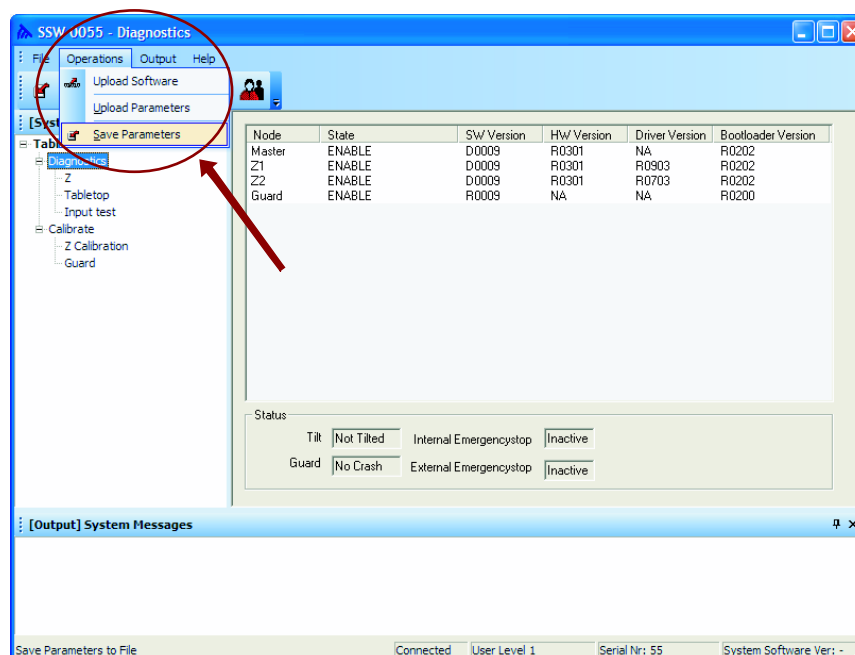 SSW 0055 - Diagnostics
File Operations Output Help
Upload Software
Upload Parameters
Save Parameters
Diagnostics
Z
Tabletop
Input test
Calibrate
Z Calibration
Guard
Node State SW Version HW Version Driver Version Bootloader Version
Master ENABLE D0009 R0301 NA R0202
Z1 ENABLE D0009 R0301 R0903 R0202
Z2 ENABLE D0009 R0301 R0703 R0202
Guard ENABLE R0009 NA NA R0200
Status
Tilt Not Tilted Internal Emergencystop Inactive
Guard No Crash External Emergencystop Inactive
[Output] System Messages
Save Parameters to File Connected User Level 1 Serial Nr: 55 System Software Ver: -